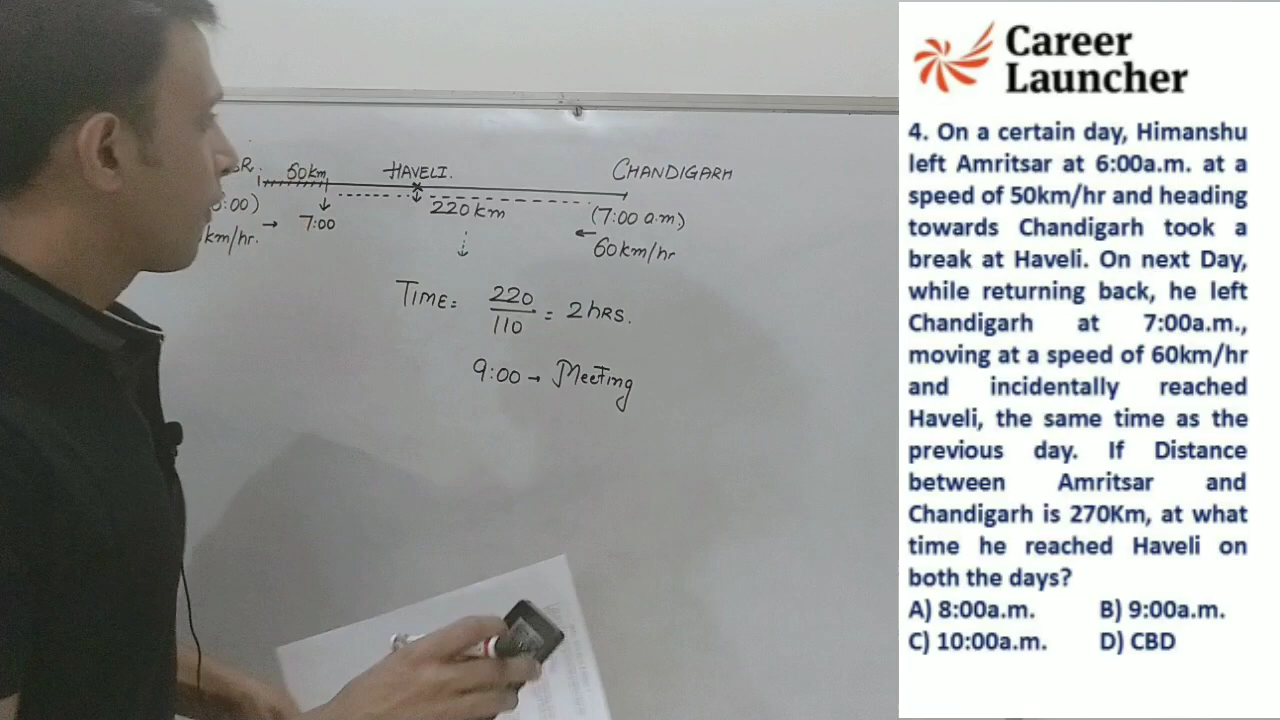 Career
Launcher
4. On a certain day, Himanshu
left Amritsar at 6:00a.m. at a
speed of 50km/hr and heading
towards Chandigarh took a
break at Haveli. On next Day,
while returning back, he left
Chandigarh at 7:00a.m.,
moving at a speed of 60km/hr
and incidentally reached
Haveli, the same time as the
previous day. If Distance
between Amritsar and
Chandigarh is 270Km, at what
time he reached Haveli on
both the days?
A) 8:00a.m. B) 9:00a.m.
C) 10:00a.m. D) CBD
50km HAVELI. CHANDIGARH
:00) → 7:00 220 km (7:00 a.m)
km/hr. 60km/hr
TIME= 220/110 = 2 hrs.
9:00 → Meeting